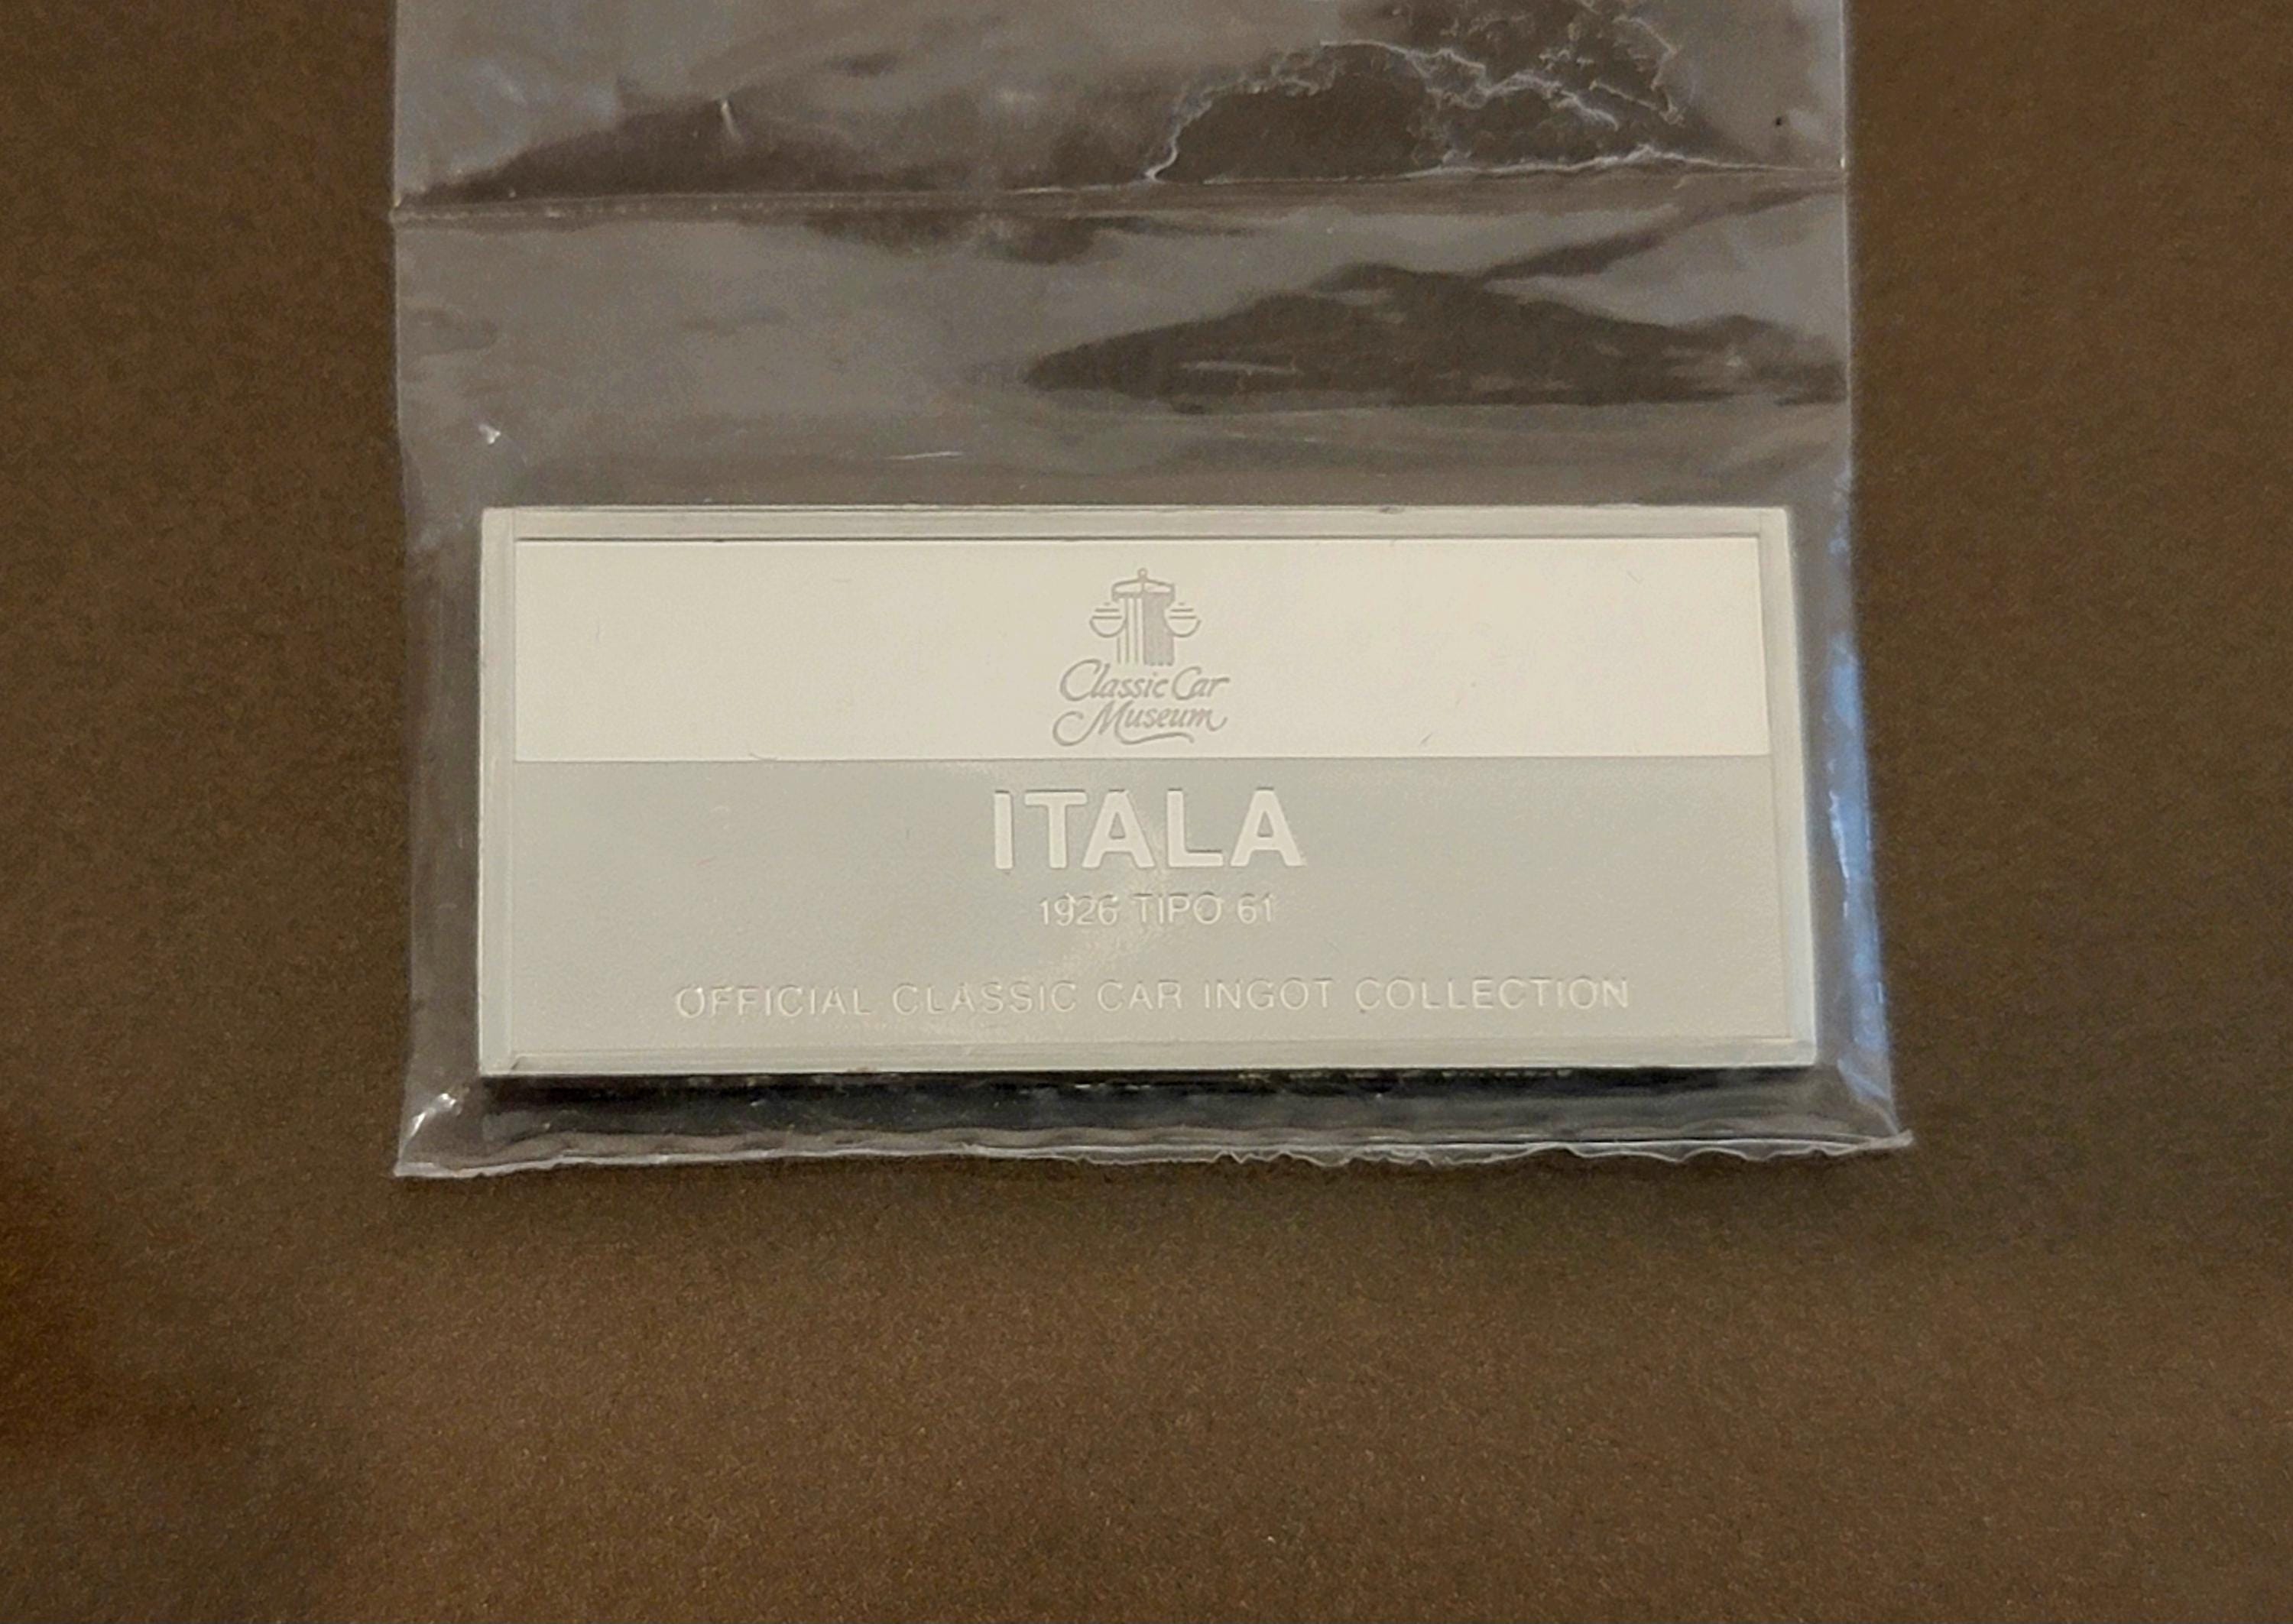 Classic Car
Museum
ITALA
1926 TIPO 61
OFFICIAL CLASSIC CAR INGOT COLLECTION